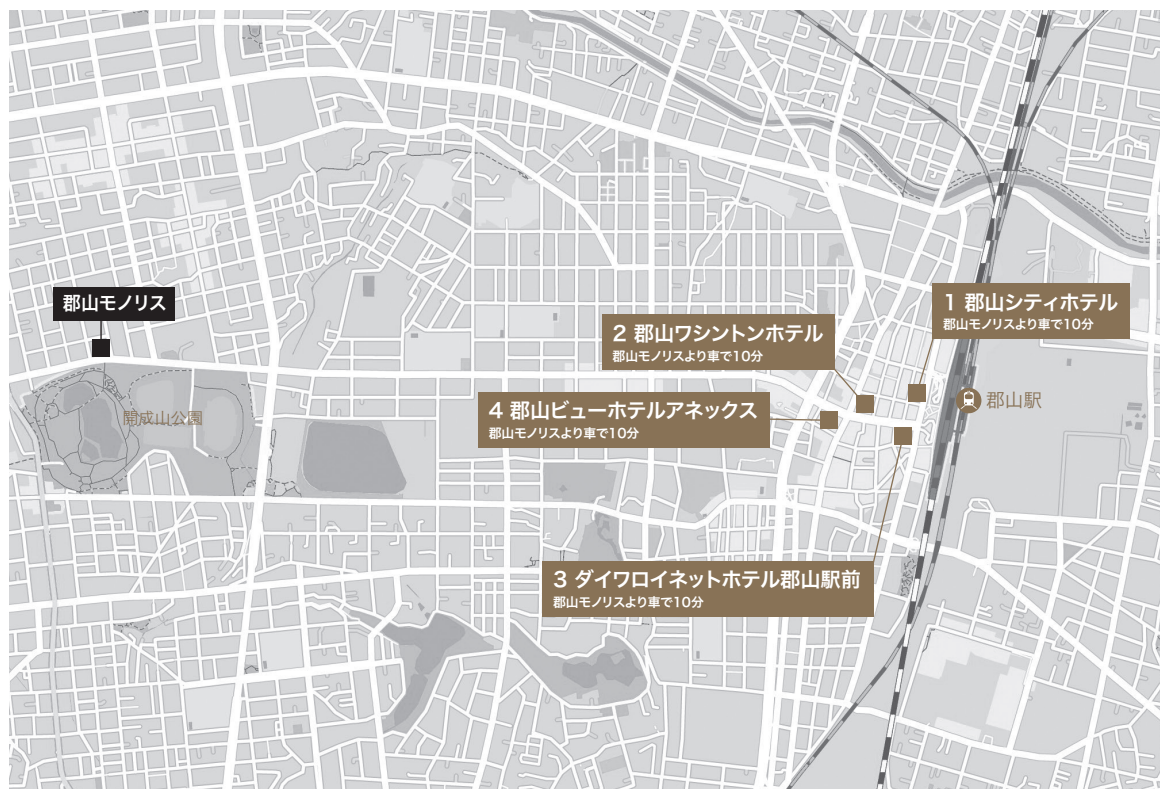 郡山モノリス
1 郡山シティホテル
郡山モノリスより車で10分
2 郡山ワシントンホテル
郡山モノリスより車で10分
郡山駅
4 郡山ビューホテルアネックス
郡山モノリスより車で10分
開成山公園
3 ダイワロイネットホテル郡山駅前
郡山モノリスより車で10分